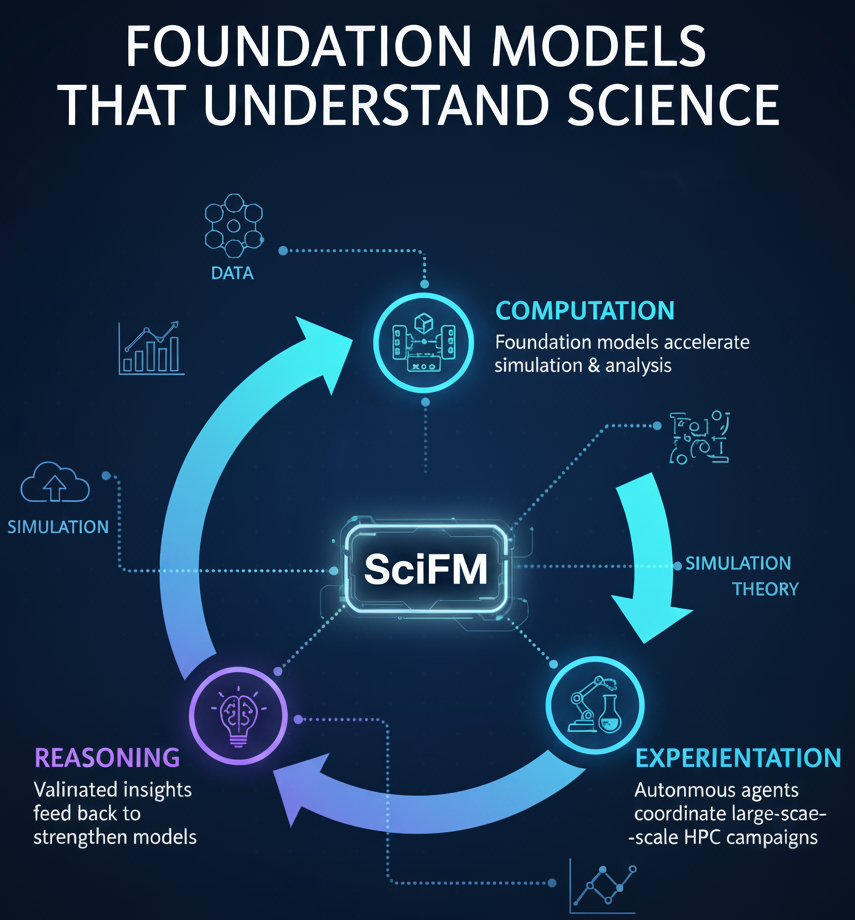 FOUNDATION MODELS
THAT UNDERSTAND SCIENCE
DATA
COMPUTATION
Foundation models accelerate
simulation & analysis
SIMULATION
SciFM
SIMULATION
THEORY
REASONING
Valinated insights
feed back to
strengthen models
EXPERIENTATION
Autonmous agents
coordinate large-scae-
-scale HPC campaigns